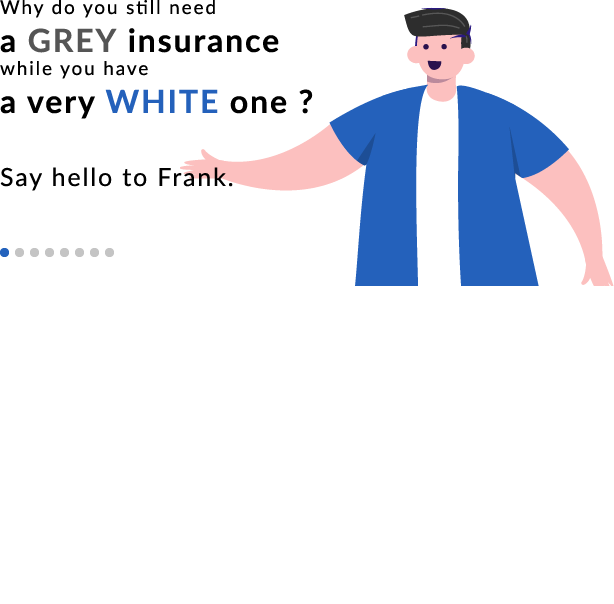 Why do you still need
a GREY insurance
while you have
a very WHITE one ?
Say hello to Frank.